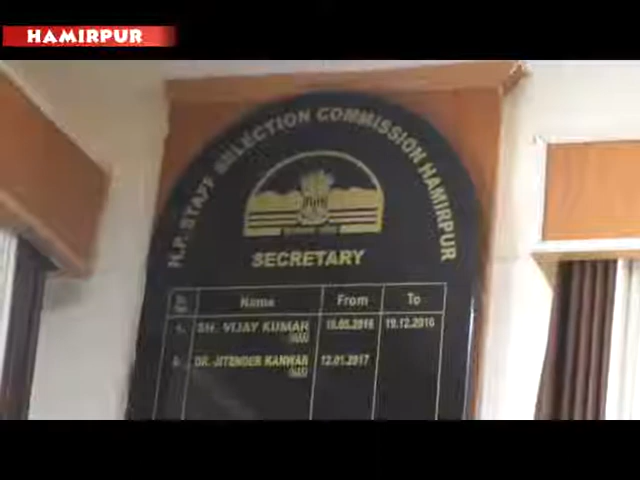 HAMIRPUR
H.P. STAFF SELECTION COMMISSION HAMIRPUR
SECRETARY
Name From To
1. SH. VIJAY KUMAR 19.12.2016
2. DR. JITENDER KANWAR 12.01.2017